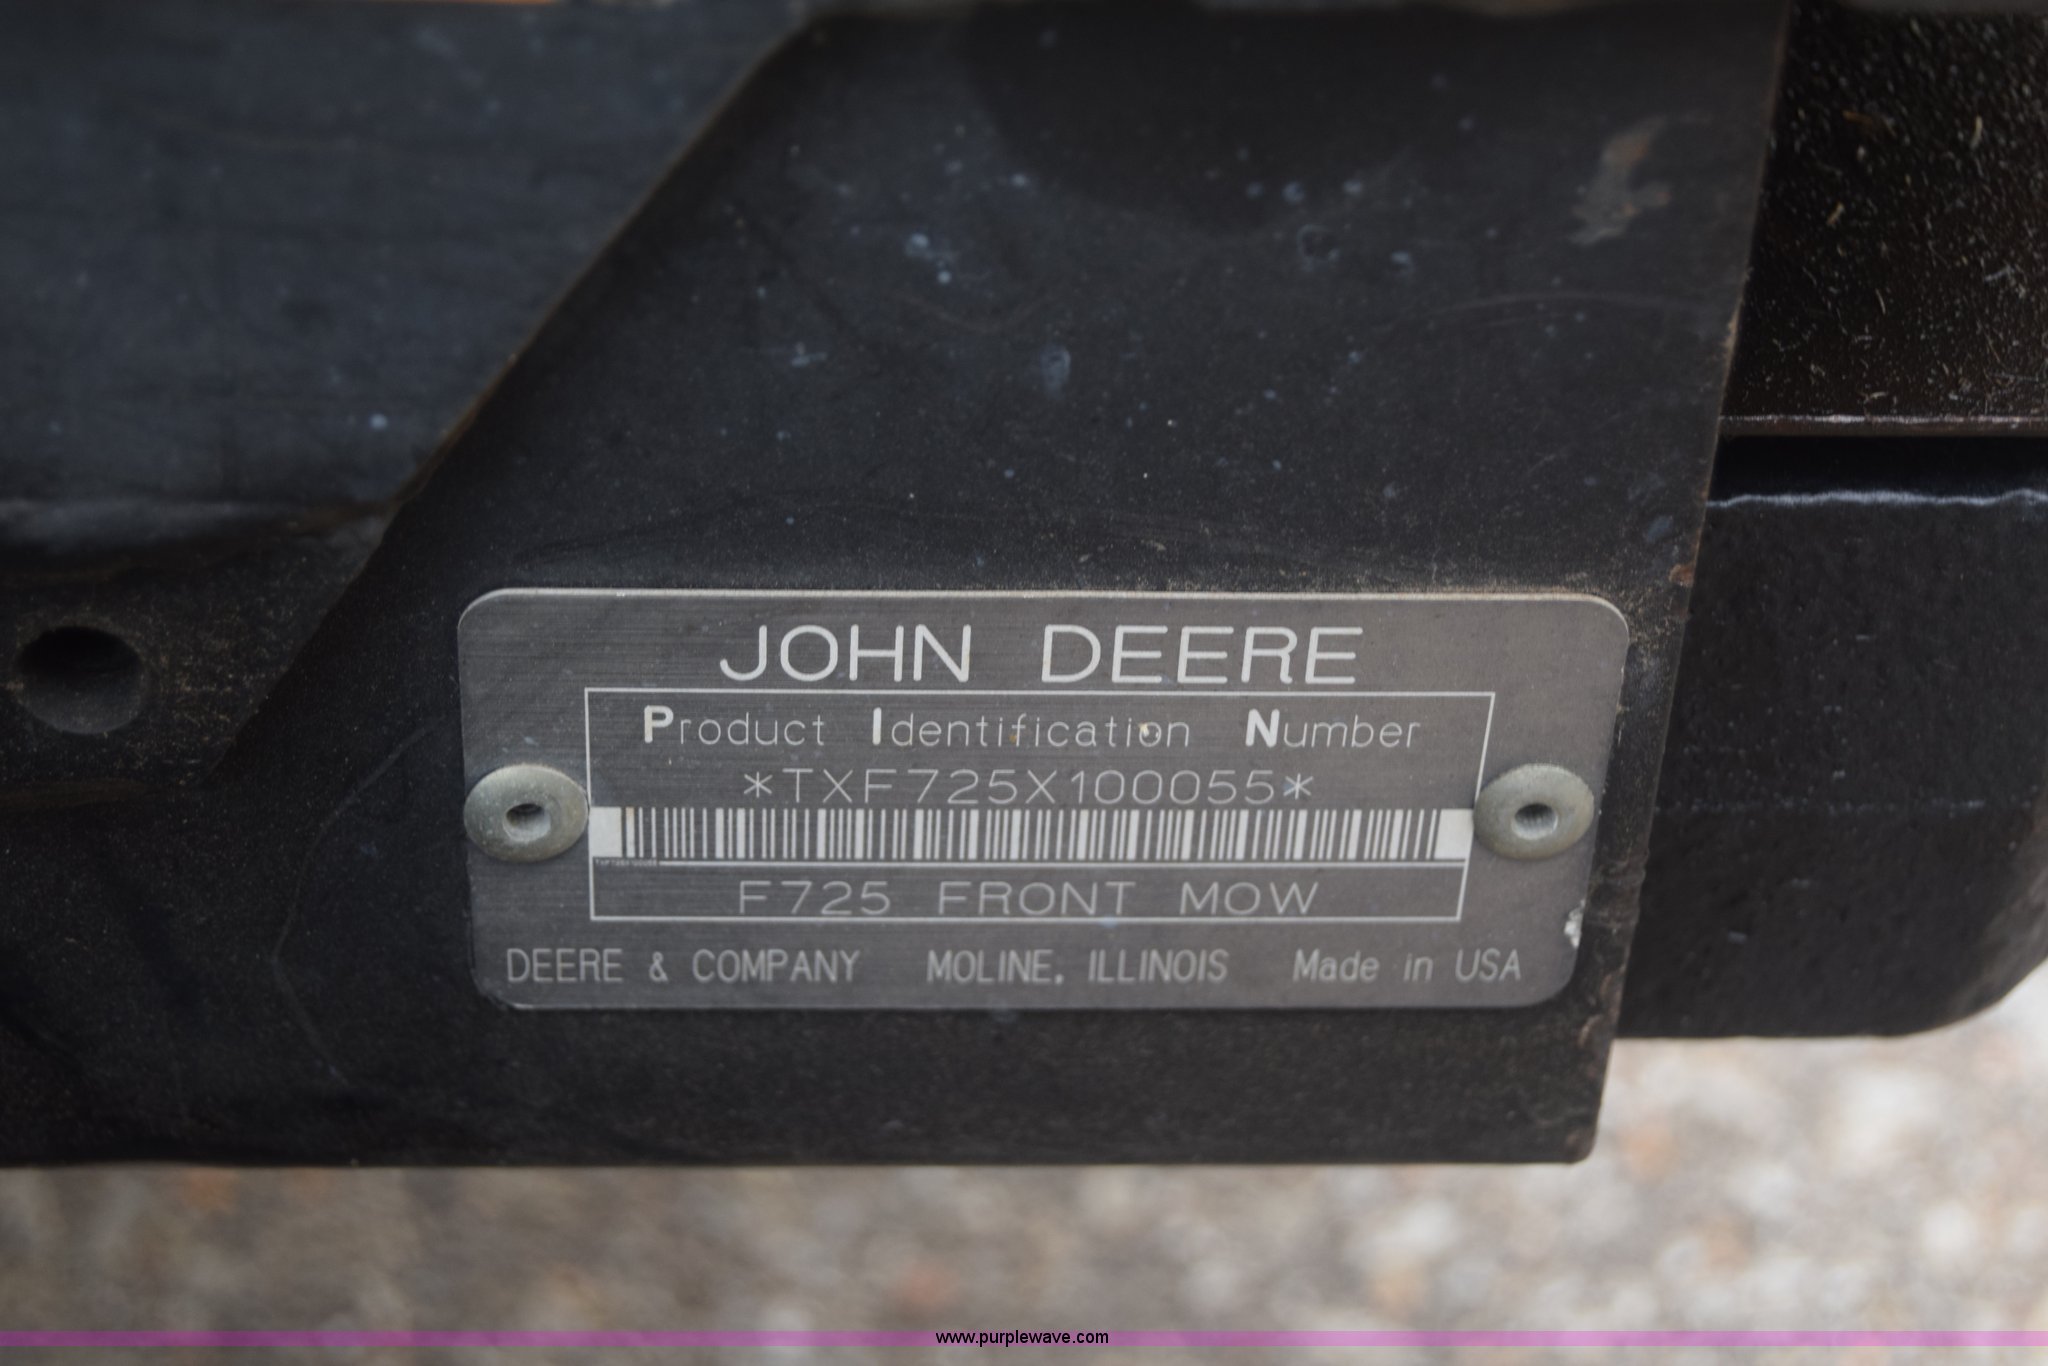 JOHN DEERE
Product Identification Number
*TXF725X100055*
F725 FRONT MOW
DEERE & COMPANY MOLINE, ILLINOIS Made in USA
www.purplewave.com